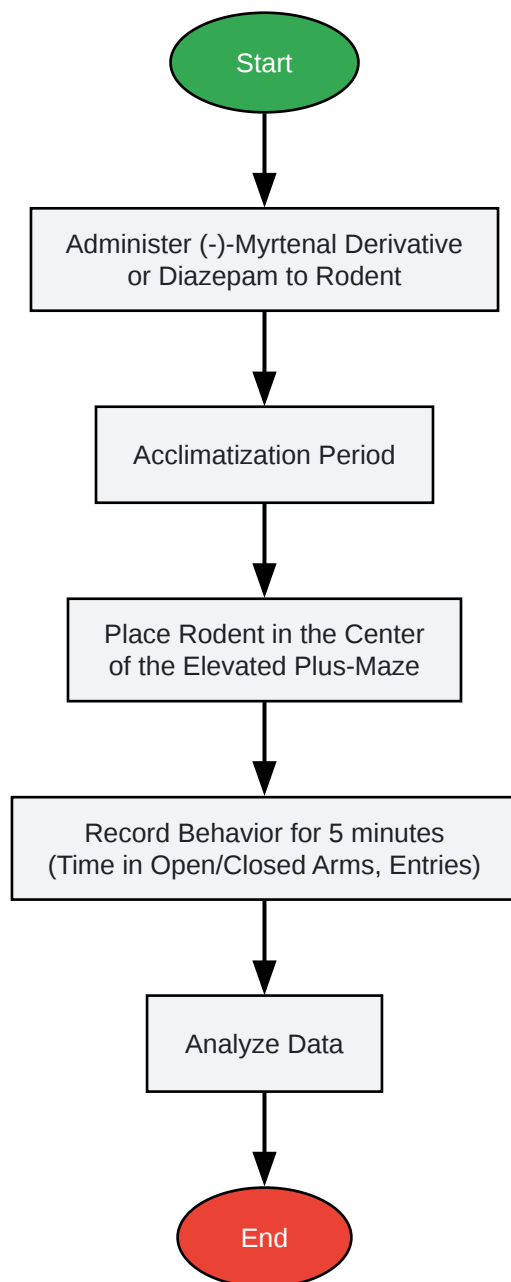 Start
Administer (-)-Myrtenal Derivative
or Diazepam to Rodent
Acclimatization Period
Place Rodent in the Center
of the Elevated Plus-Maze
Record Behavior for 5 minutes
(Time in Open/Closed Arms, Entries)
Analyze Data
End